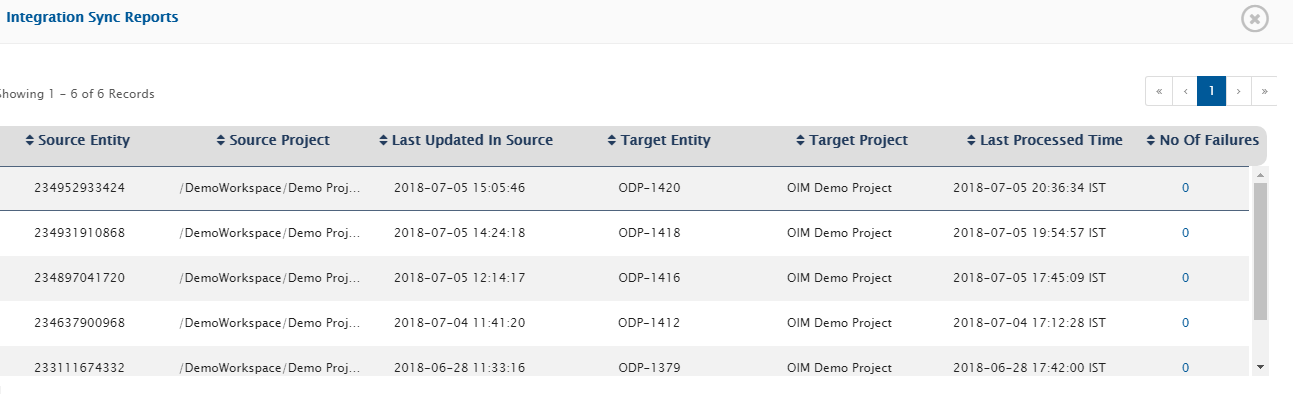 Integration Sync Reports
Showing 1 - 6 of 6 Records
« ‹ 1 › »
Source Entity Source Project Last Updated In Source Target Entity Target Project Last Processed Time No Of Failures
234952933424 /DemoWorkspace/Demo Proj... 2018-07-05 15:05:46 ODP-1420 OIM Demo Project 2018-07-05 20:36:34 IST 0
234931910868 /DemoWorkspace/Demo Proj... 2018-07-05 14:24:18 ODP-1418 OIM Demo Project 2018-07-05 19:54:57 IST 0
234897041720 /DemoWorkspace/Demo Proj... 2018-07-05 12:14:17 ODP-1416 OIM Demo Project 2018-07-05 17:45:09 IST 0
234637900968 /DemoWorkspace/Demo Proj... 2018-07-04 11:41:20 ODP-1412 OIM Demo Project 2018-07-04 17:12:28 IST 0
233111674332 /DemoWorkspace/Demo Proj... 2018-06-28 11:33:16 ODP-1379 OIM Demo Project 2018-06-28 17:42:00 IST 0